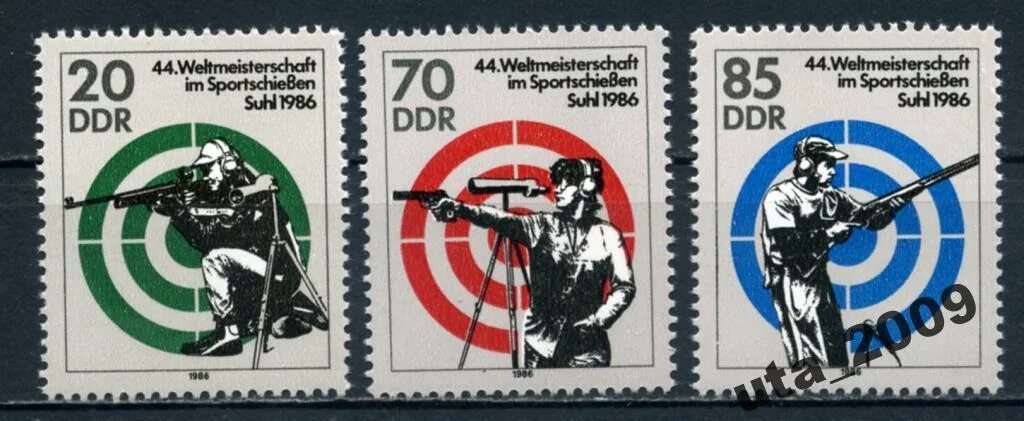 20
DDR
44.Weltmeisterschaft
im Sportschießen
Suhl 1986
1986
70
DDR
44.Weltmeisterschaft
im Sportschießen
Suhl 1986
1986
85
DDR
44.Weltmeisterschaft
im Sportschießen
Suhl 1986
1986
uta_2009